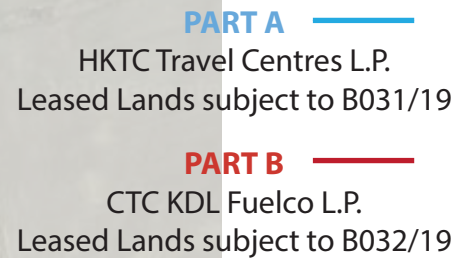 PART A
HKTC Travel Centres L.P.
Leased Lands subject to B031/19
PART B
CTC KDL Fuelco L.P.
Leased Lands subject to B032/19